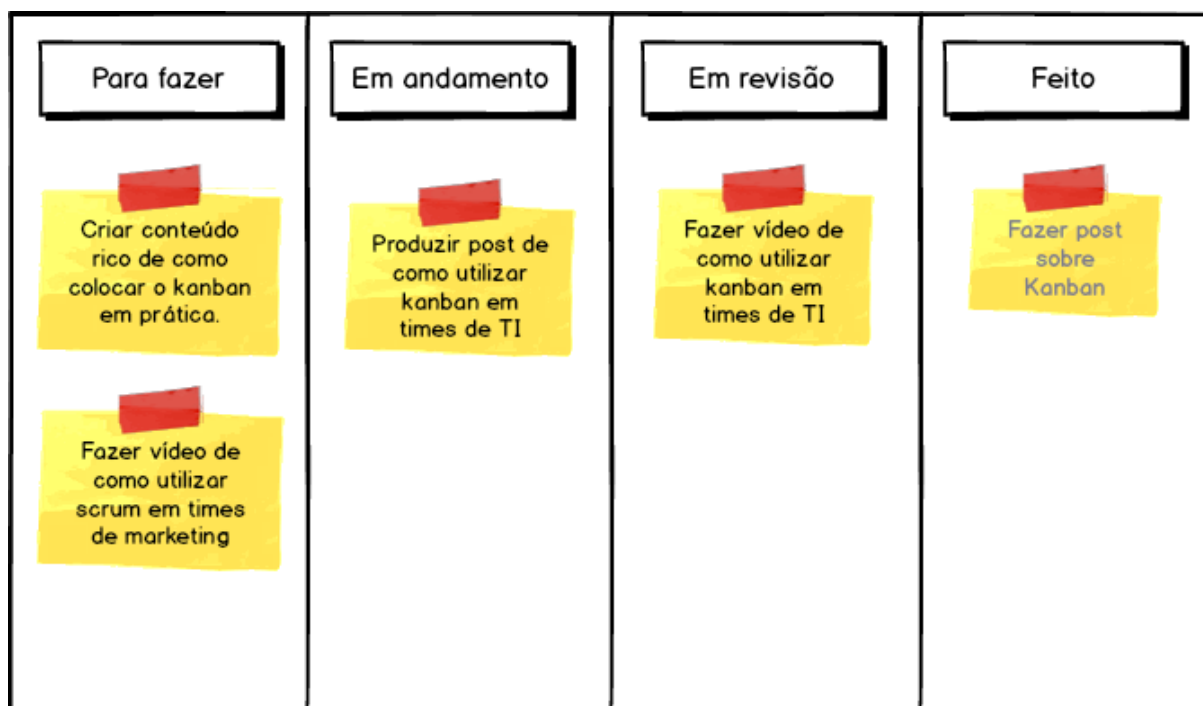 Para fazer
Em andamento
Em revisão
Feito
Criar conteúdo
rico de como
colocar o kanban
em prática.
Fazer vídeo de
como utilizar
scrum em times
de marketing
Produzir post de
como utilizar
kanban em
times de TI
Fazer vídeo de
como utilizar
kanban em
times de TI
Fazer post
sobre
Kanban